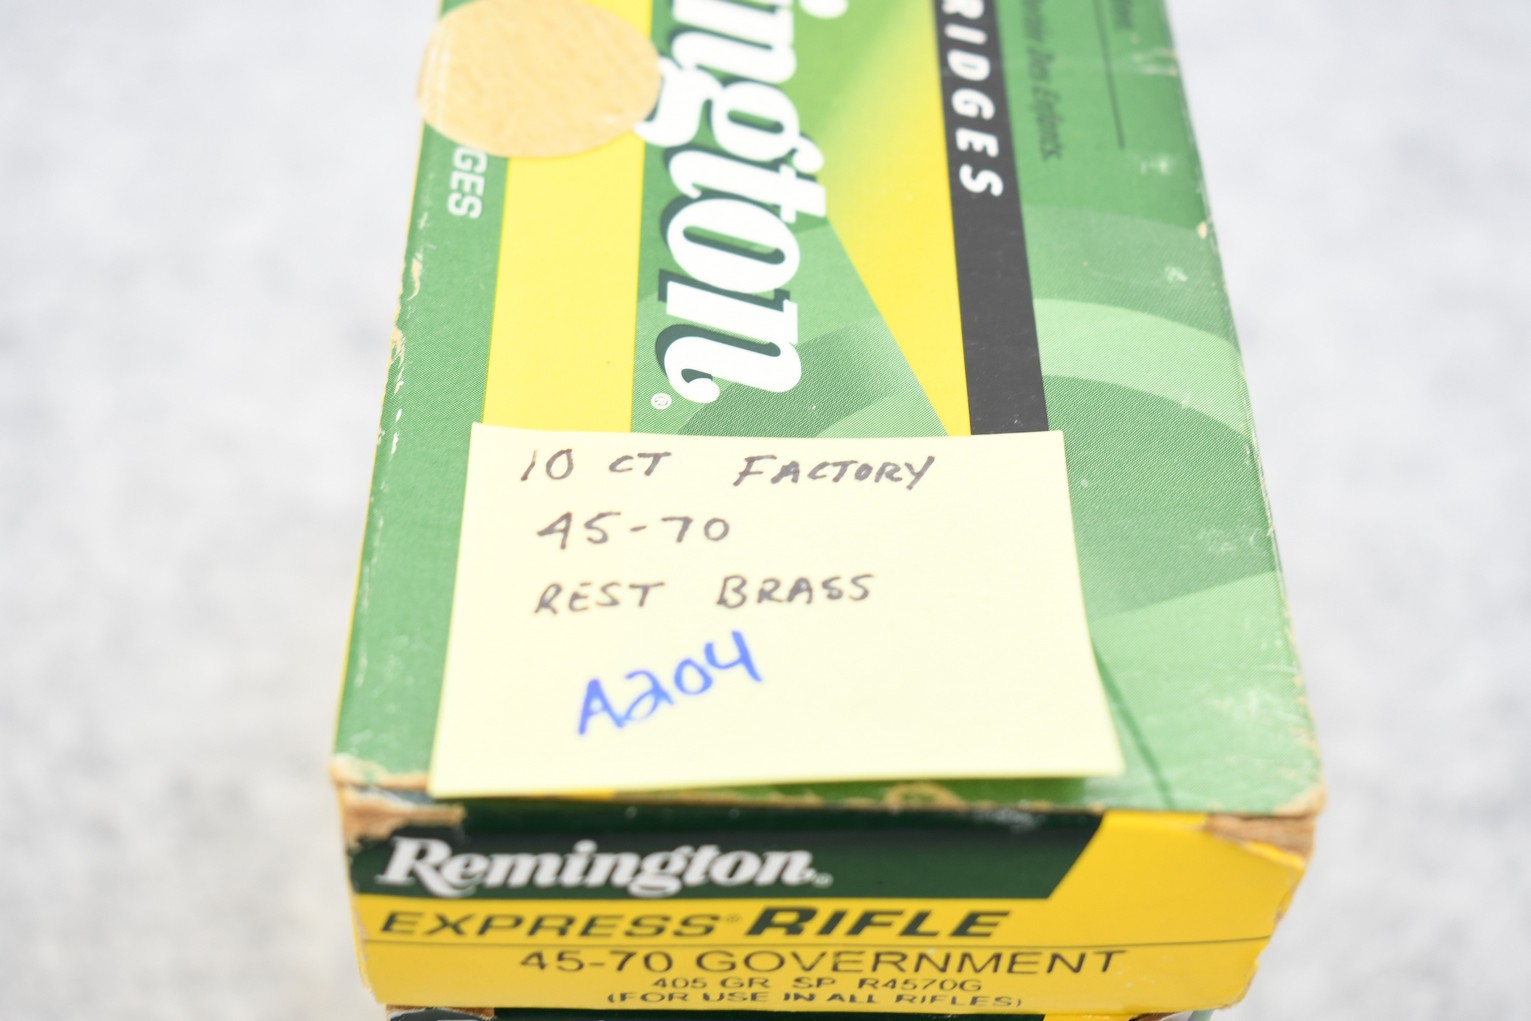 ington®
RIDGES
GES
10 CT FACTORY
45-70
REST BRASS
A204
Remington®
EXPRESS® RIFLE
45-70 GOVERNMENT
405 GR SP R4570G
(FOR USE IN ALL RIFLES)